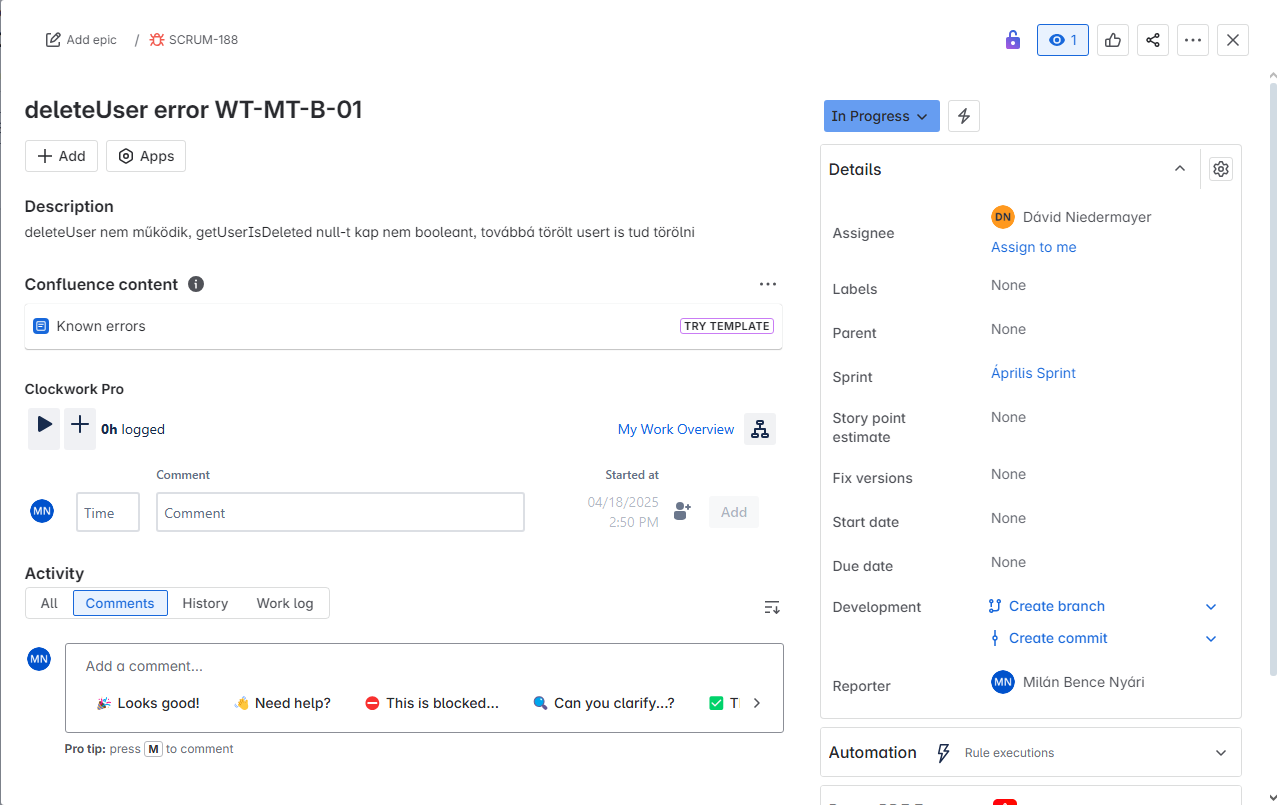 Add epic / SCRUM-188
1
deleteUser error WT-MT-B-01
Add Apps
Description
deleteUser nem működik, getUserIsDeleted null-t kap nem booleant, továbbá törölt usert is tud törölni
Confluence content
Known errors TRY TEMPLATE
Clockwork Pro
0h logged My Work Overview
Comment Started at
MN Time Comment 04/18/2025
2:50 PM Add
Activity
All Comments History Work log
MN Add a comment...
Looks good! Need help? This is blocked... Can you clarify...?
Pro tip: press M to comment
In Progress
Details
Assignee DN Dávid Niedermayer
Assign to me
Labels None
Parent None
Sprint Április Sprint
Story point
estimate None
Fix versions None
Start date None
Due date None
Development Create branch
Create commit
Reporter MN Milán Bence Nyári
Automation Rule executions